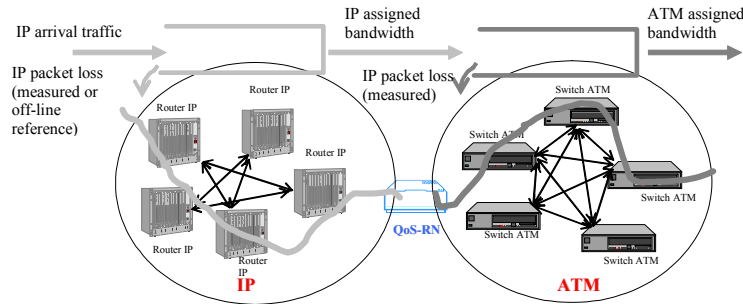 IP arrival traffic
IP assigned
bandwidth
ATM assigned
bandwidth
IP packet loss
(measured or
off-line
reference)
IP packet loss
(measured)
Router IP
Router IP
Router IP
Router IP
Router
IP
Switch ATM
Switch ATM
Switch ATM
Switch ATM
Switch ATM
QoS-RN
IP
ATM